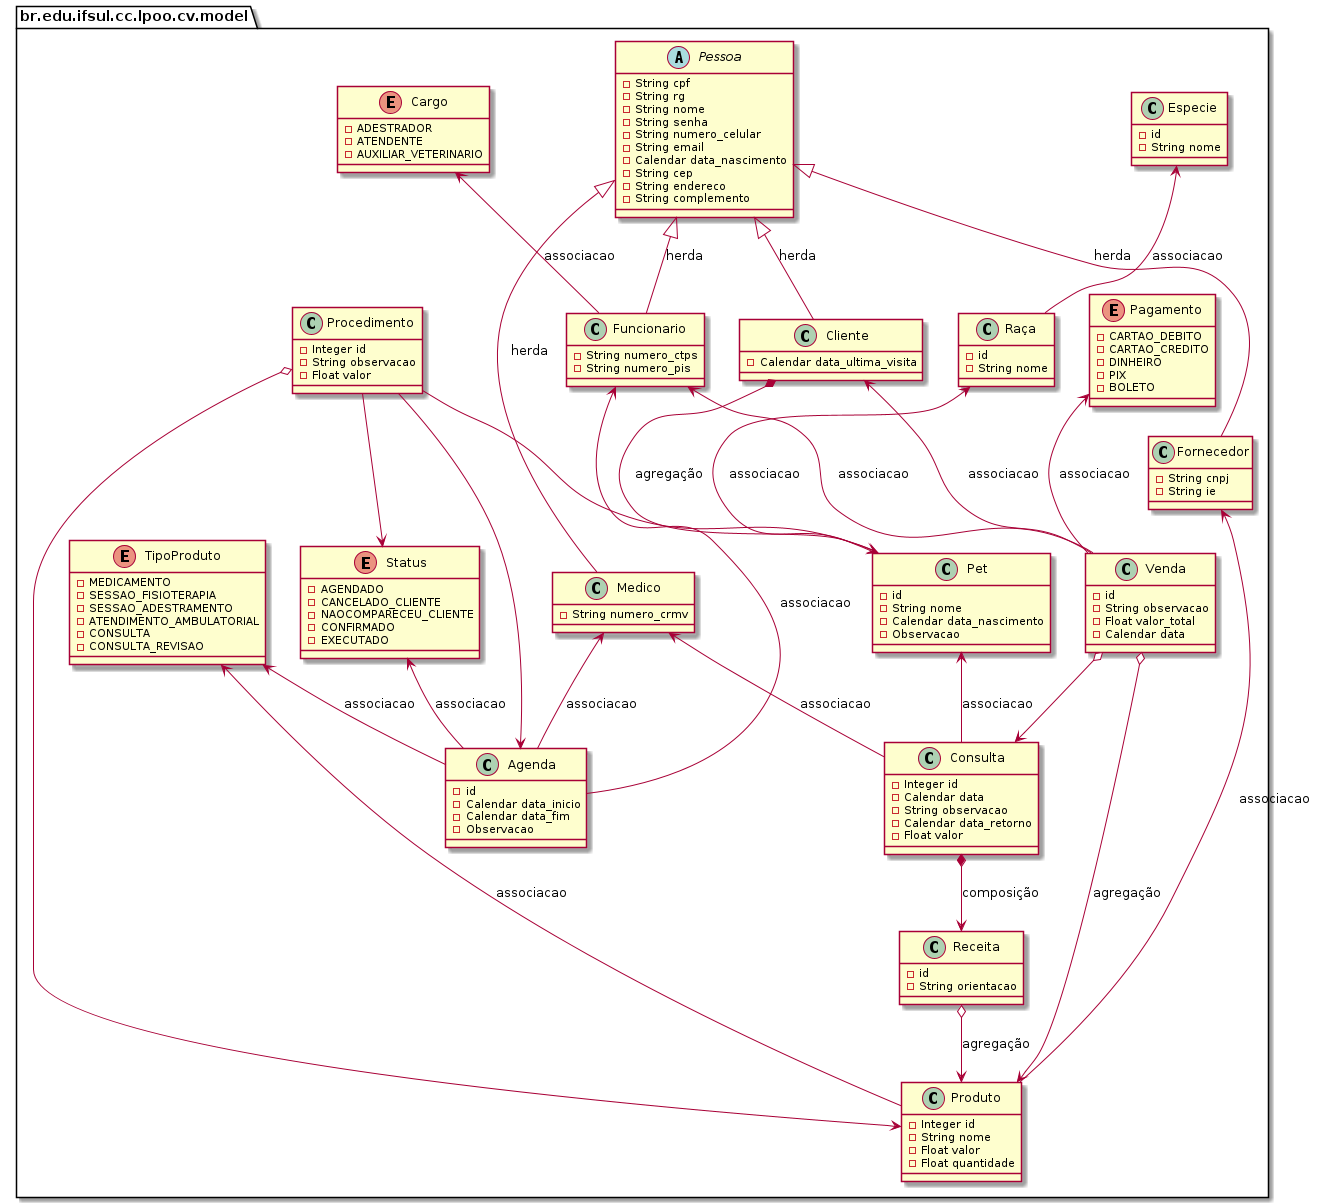 br.edu.ifsul.cc.lpoo.cv.model
A Pessoa
String cpf
String rg
String nome
String senha
String numero_celular
String email
Calendar data_nascimento
String cep
String endereco
String complemento
E Cargo
ADESTRADOR
ATENDENTE
AUXILIAR_VETERINARIO
C Especie
id
String nome
associacao
herda
herda
herda
associacao
C Procedimento
Integer id
String observacao
Float valor
herda
C Funcionario
String numero_ctps
String numero_pis
C Cliente
Calendar data_ultima_visita
C Raça
id
String nome
E Pagamento
CARTAO_DEBITO
CARTAO_CREDITO
DINHEIRO
PIX
BOLETO
C Fornecedor
String cnpj
String ie
agregação
associacao
associacao
associacao
associacao
E TipoProduto
MEDICAMENTO
SESSAO_FISIOTERAPIA
SESSAO_ADESTRAMENTO
ATENDIMENTO_AMBULATORIAL
CONSULTA
CONSULTA_REVISAO
E Status
AGENDADO
CANCELADO_CLIENTE
NAOCOMPARECEU_CLIENTE
CONFIRMADO
EXECUTADO
C Medico
String numero_crmv
associacao
C Pet
id
String nome
Calendar data_nascimento
Observacao
C Venda
id
String observacao
Float valor_total
Calendar data
associacao
associacao
associacao
associacao
associacao
C Agenda
id
Calendar data_inicio
Calendar data_fim
Observacao
C Consulta
Integer id
Calendar data
String observacao
Calendar data_retorno
Float valor
associacao
associacao
composição
agregação
C Receita
id
String orientacao
agregação
C Produto
Integer id
String nome
Float valor
Float quantidade